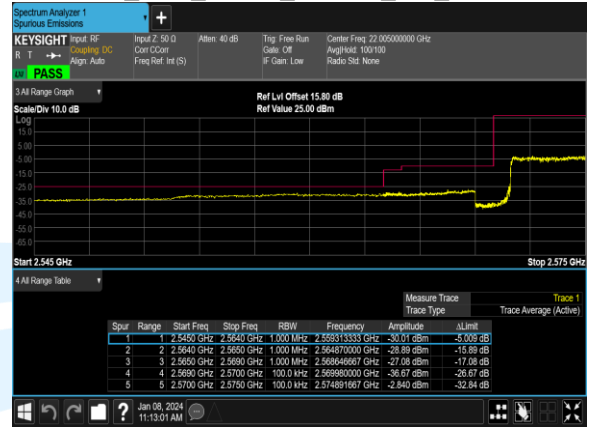 Spectrum Analyzer 1
Spurious Emissions
KEYSIGHT Input: RF Input Z: 50 Ω Atten: 40 dB Trig: Free Run Center Freq: 22.005000000 GHz
R T Coupling: DC Corr CCorr Gate: Off Avg|Hold: 100/100
Align: Auto Freq Ref: Int (S) IF Gain: Low Radio Std: None
PASS
3 All Range Graph
Ref Lvl Offset 15.80 dB
Scale/Div 10.0 dB Ref Value 25.00 dBm
Log
15.0
5.00
-5.00
-15.0
-25.0
-35.0
-45.0
-55.0
-65.0
Start 2.545 GHz Stop 2.575 GHz
4 All Range Table
Measure Trace Trace 1
Trace Type Trace Average (Active)
Spur Range Start Freq Stop Freq RBW Frequency Amplitude ΔLimit
1 1 2.5450 GHz 2.5640 GHz 1.000 MHz 2.559313333 GHz -30.01 dBm -5.009 dB
2 2 2.5640 GHz 2.5650 GHz 1.000 MHz 2.564870000 GHz -28.89 dBm -15.89 dB
3 3 2.5650 GHz 2.5690 GHz 1.000 MHz 2.568646667 GHz -27.08 dBm -17.08 dB
4 4 2.5690 GHz 2.5700 GHz 100.0 kHz 2.569980000 GHz -36.67 dBm -26.67 dB
5 5 2.5700 GHz 2.5750 GHz 100.0 kHz 2.574891667 GHz -2.840 dBm -32.84 dB
? Jan 08, 2024
11:13:01 AM